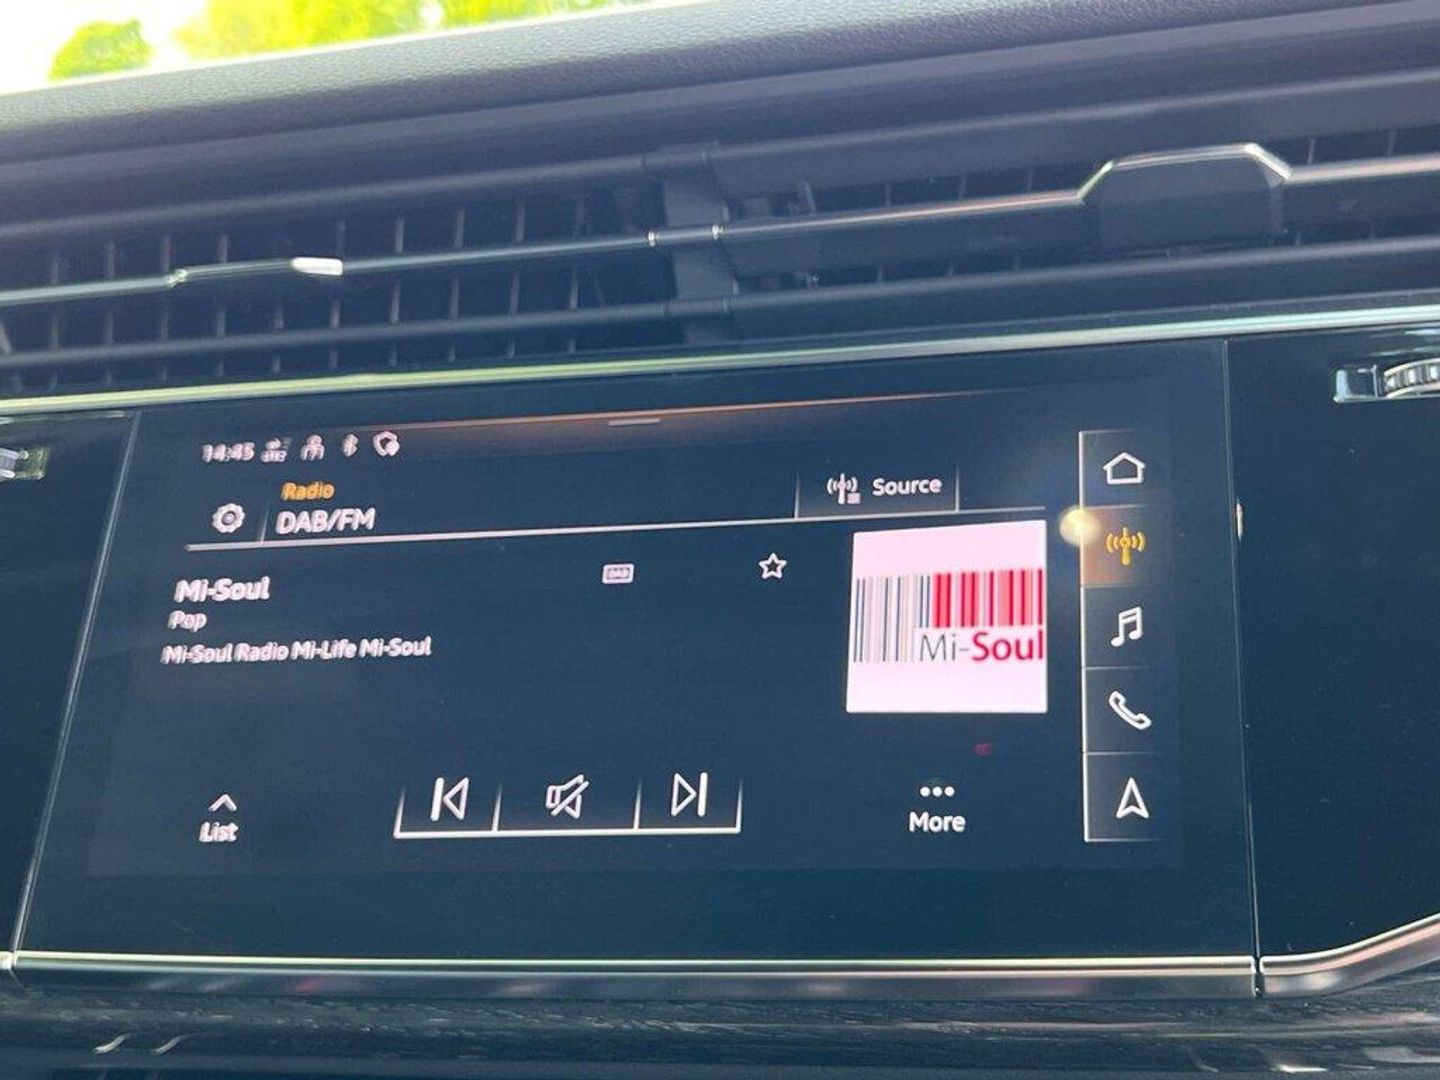 14:45
Radio
DAB/FM
Source
Mi-Soul
DAB
Pop
Mi-Soul Radio Mi-Life Mi-Soul
Mi-Soul
List
More